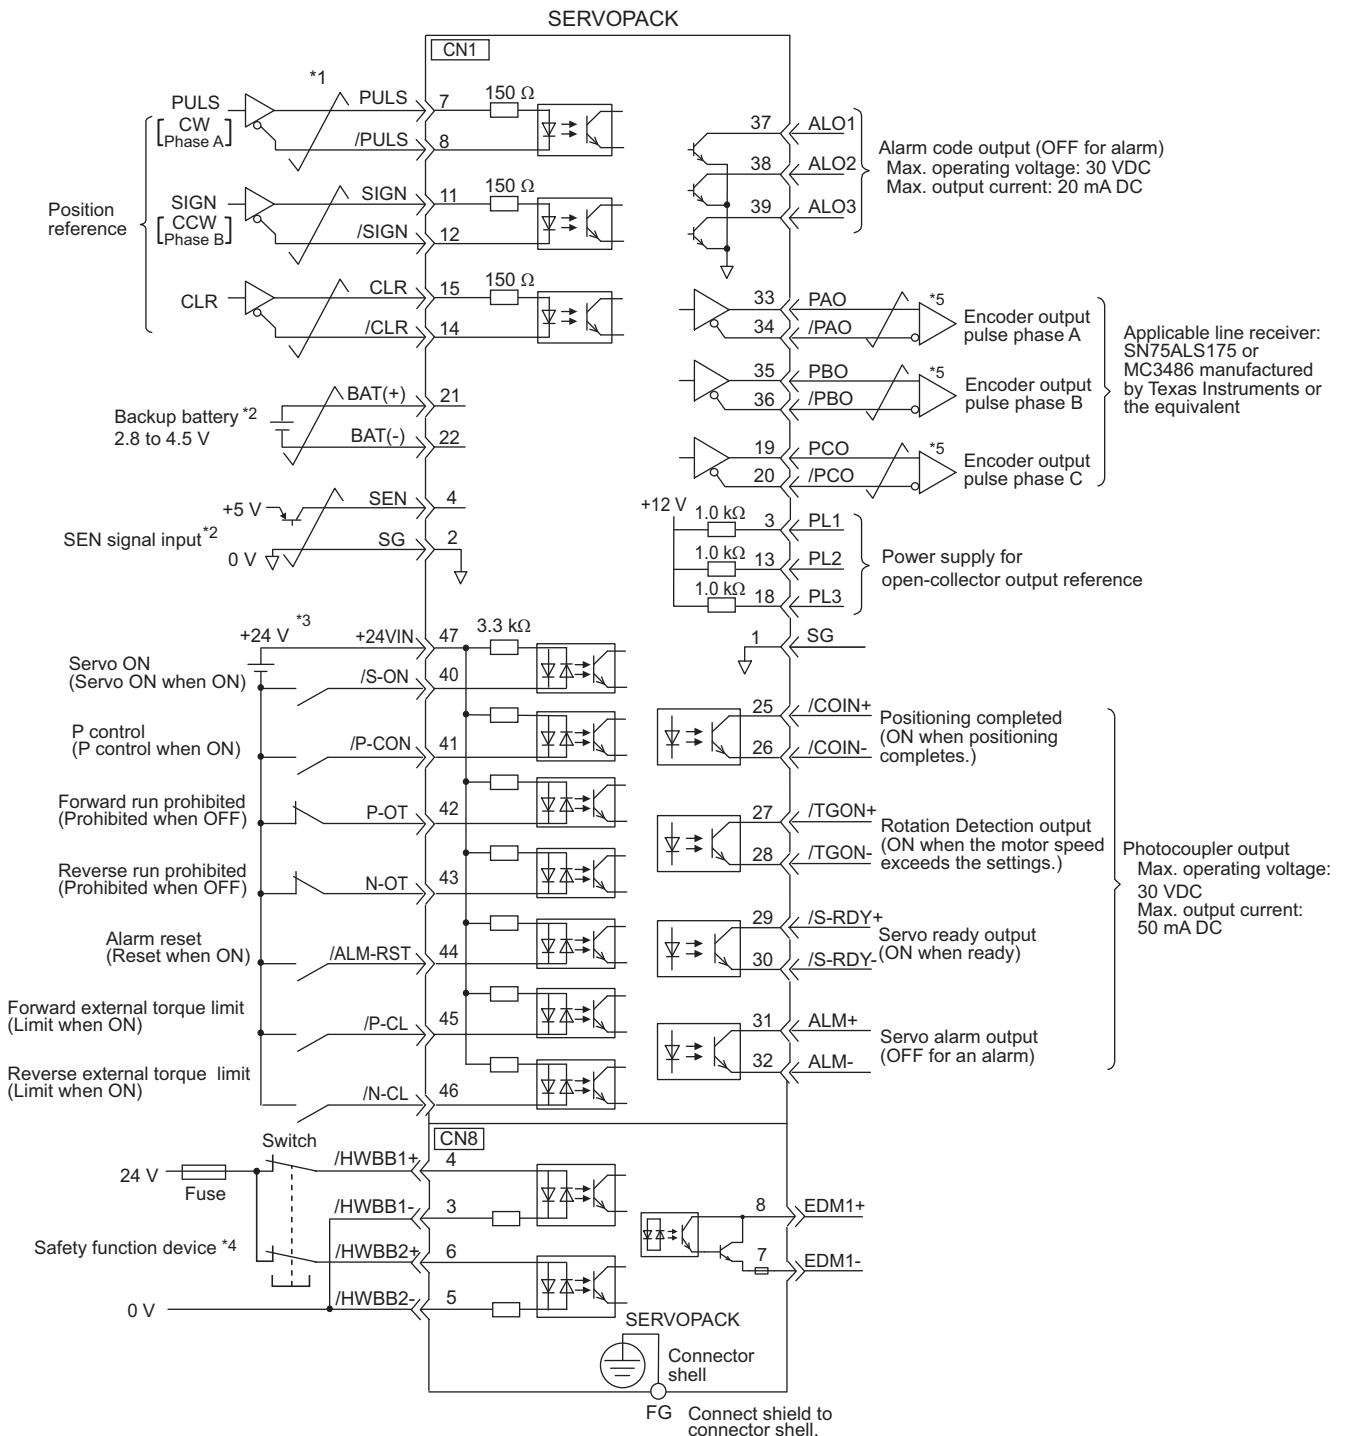 SERVOPACK
CN1
*1
PULS
CW
Phase A
PULS
7
150 Ω
/PULS
8
Position
reference
SIGN
CCW
Phase B
SIGN
11
150 Ω
/SIGN
12
CLR
CLR
15
150 Ω
/CLR
14
Backup battery *2
2.8 to 4.5 V
BAT(+)
21
BAT(-)
22
+5 V
SEN
4
SEN signal input*2
0 V
SG
2
+24 V
*3
+24VIN
47
3.3 kΩ
Servo ON
(Servo ON when ON)
/S-ON
40
P control
(P control when ON)
/P-CON
41
Forward run prohibited
(Prohibited when OFF)
P-OT
42
Reverse run prohibited
(Prohibited when OFF)
N-OT
43
Alarm reset
(Reset when ON)
/ALM-RST
44
Forward external torque limit
(Limit when ON)
/P-CL
45
Reverse external torque limit
(Limit when ON)
/N-CL
46
37
ALO1
38
ALO2
39
ALO3
Alarm code output (OFF for alarm)
Max. operating voltage: 30 VDC
Max. output current: 20 mA DC
33
PAO
34
/PAO
*5
Encoder output
pulse phase A
35
PBO
36
/PBO
*5
Encoder output
pulse phase B
19
PCO
20
/PCO
*5
Encoder output
pulse phase C
Applicable line receiver:
SN75ALS175 or
MC3486 manufactured
by Texas Instruments or
the equivalent
+12 V
1.0 kΩ
3
PL1
1.0 kΩ
13
PL2
1.0 kΩ
18
PL3
Power supply for
open-collector output reference
1
SG
25
/COIN+
26
/COIN-
Positioning completed
(ON when positioning
completes.)
27
/TGON+
28
/TGON-
Rotation Detection output
(ON when the motor speed
exceeds the settings.)
29
/S-RDY+
30
/S-RDY-
Servo ready output
(ON when ready)
31
ALM+
32
ALM-
Servo alarm output
(OFF for an alarm)
Photocoupler output
Max. operating voltage:
30 VDC
Max. output current:
50 mA DC
CN8
Switch
24 V
Fuse
/HWBB1+
4
/HWBB1-
3
Safety function device *4
/HWBB2+
6
/HWBB2-
5
0 V
8
EDM1+
7
EDM1-
SERVOPACK
Connector
shell
FG
Connect shield to
connector shell.